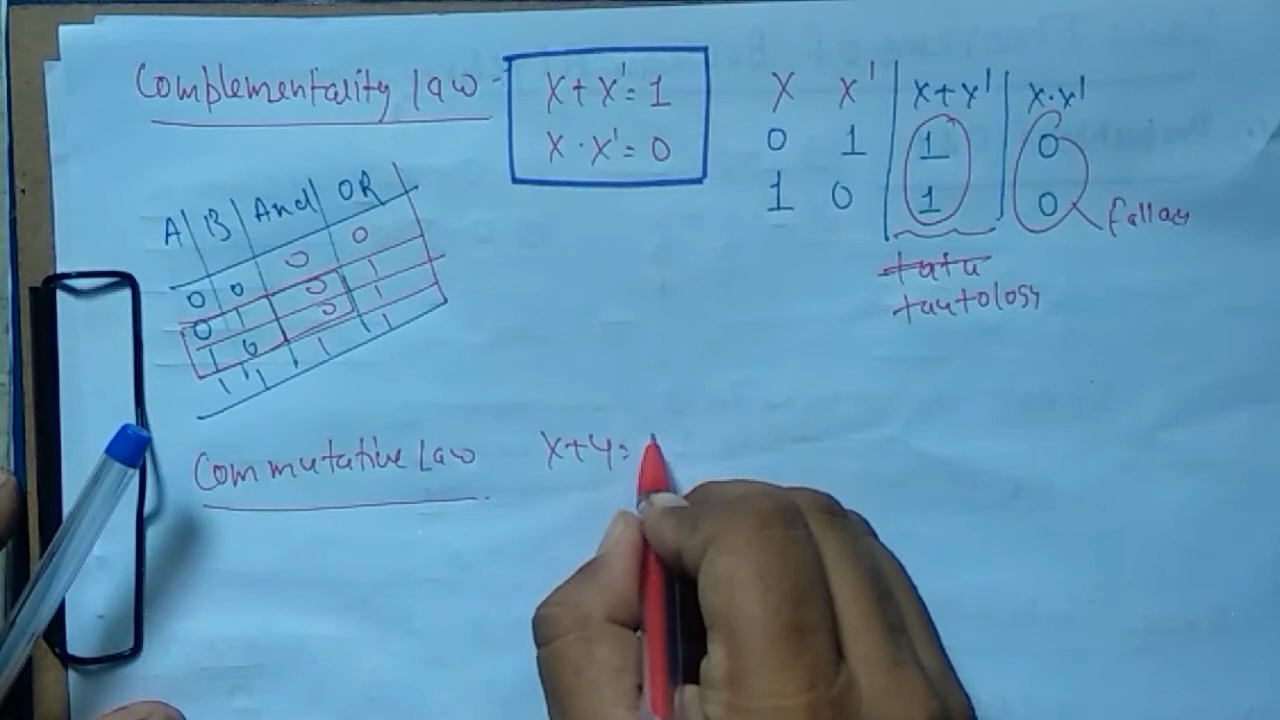 Complementality law -
X + X' = 1
X . X' = 0
X X' X+X' X.X'
0 1 1 0
1 0 1 0
fallacy
tatu
tautology
A B And OR
0 0 0 0
0 1 0 1
1 0 0 1
1 1 1 1
Commutative Law X+Y=